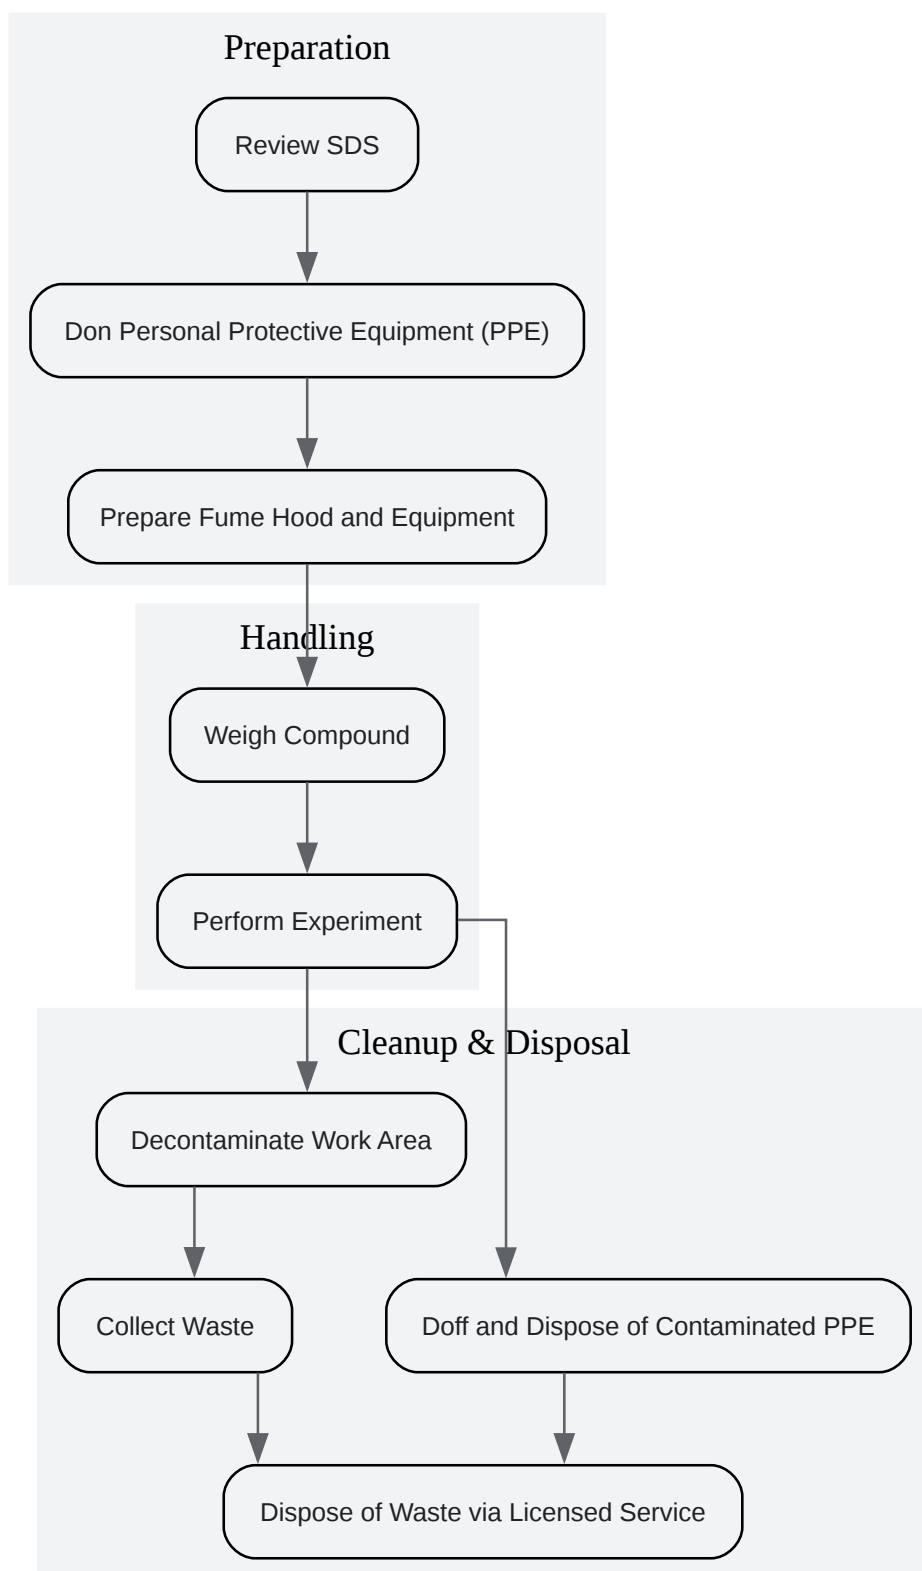 Preparation
Review SDS
Don Personal Protective Equipment (PPE)
Prepare Fume Hood and Equipment
Handling
Weigh Compound
Perform Experiment
Cleanup & Disposal
Decontaminate Work Area
Collect Waste
Doff and Dispose of Contaminated PPE
Dispose of Waste via Licensed Service